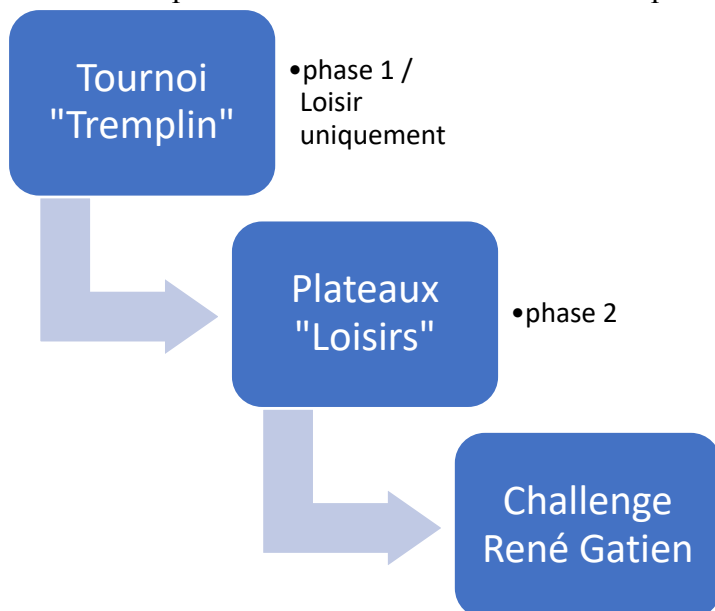 Tournoi
"Tremplin"
•phase 1 /
Loisir
uniquement
Plateaux
"Loisirs"
•phase 2
Challenge
René Gatien